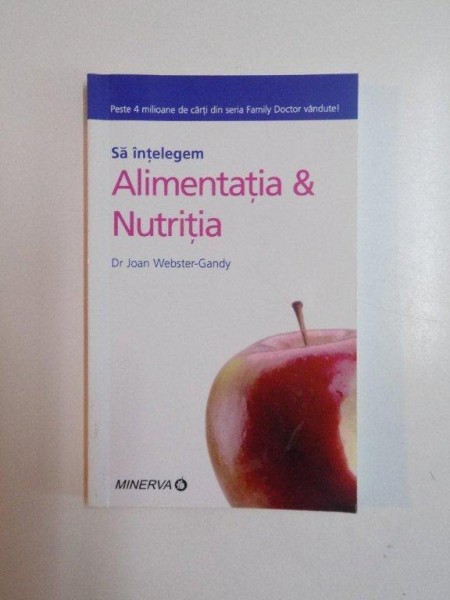 Peste 4 milioane de cărți din seria Family Doctor vândute!
Să înțelegem
Alimentația &
Nutriția
Dr Joan Webster-Gandy
MINERVA